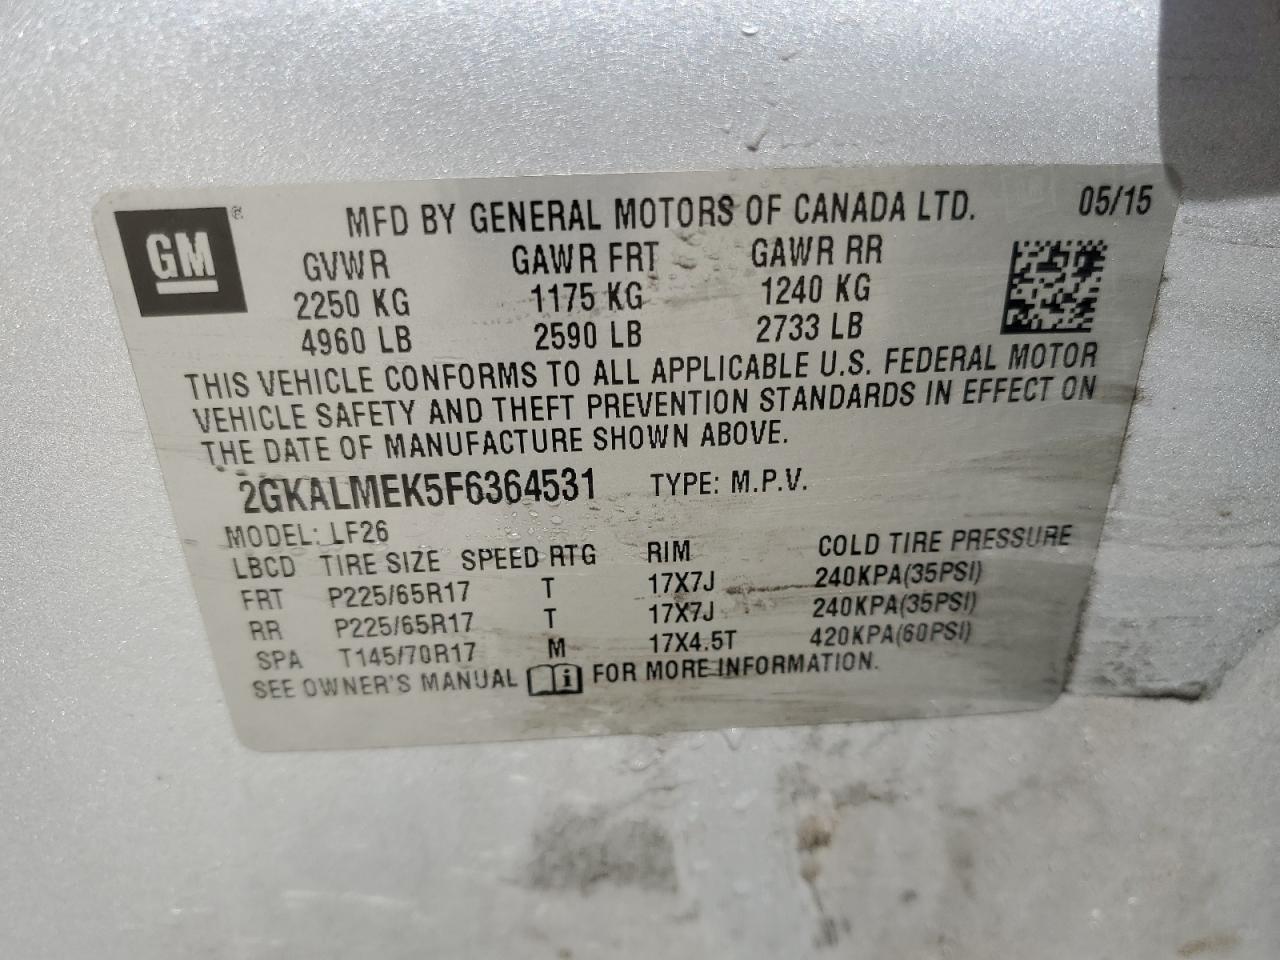 GM ® MFD BY GENERAL MOTORS OF CANADA LTD. 05/15
GVWR GAWR FRT GAWR RR
2250 KG 1175 KG 1240 KG
4960 LB 2590 LB 2733 LB
THIS VEHICLE CONFORMS TO ALL APPLICABLE U.S. FEDERAL MOTOR
VEHICLE SAFETY AND THEFT PREVENTION STANDARDS IN EFFECT ON
THE DATE OF MANUFACTURE SHOWN ABOVE.
2GKALMEK5F6364531 TYPE: M.P.V.
MODEL: LF26
LBCD TIRE SIZE SPEED RTG RIM COLD TIRE PRESSURE
FRT P225/65R17 T 17X7J 240KPA(35PSI)
RR P225/65R17 T 17X7J 240KPA(35PSI)
SPA T145/70R17 M 17X4.5T 420KPA(60PSI)
SEE OWNER'S MANUAL i FOR MORE INFORMATION.